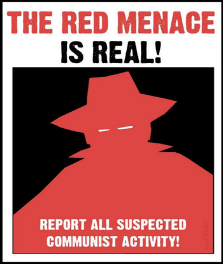 THE RED MENACE
IS REAL!
REPORT ALL SUSPECTED
COMMUNIST ACTIVITY!